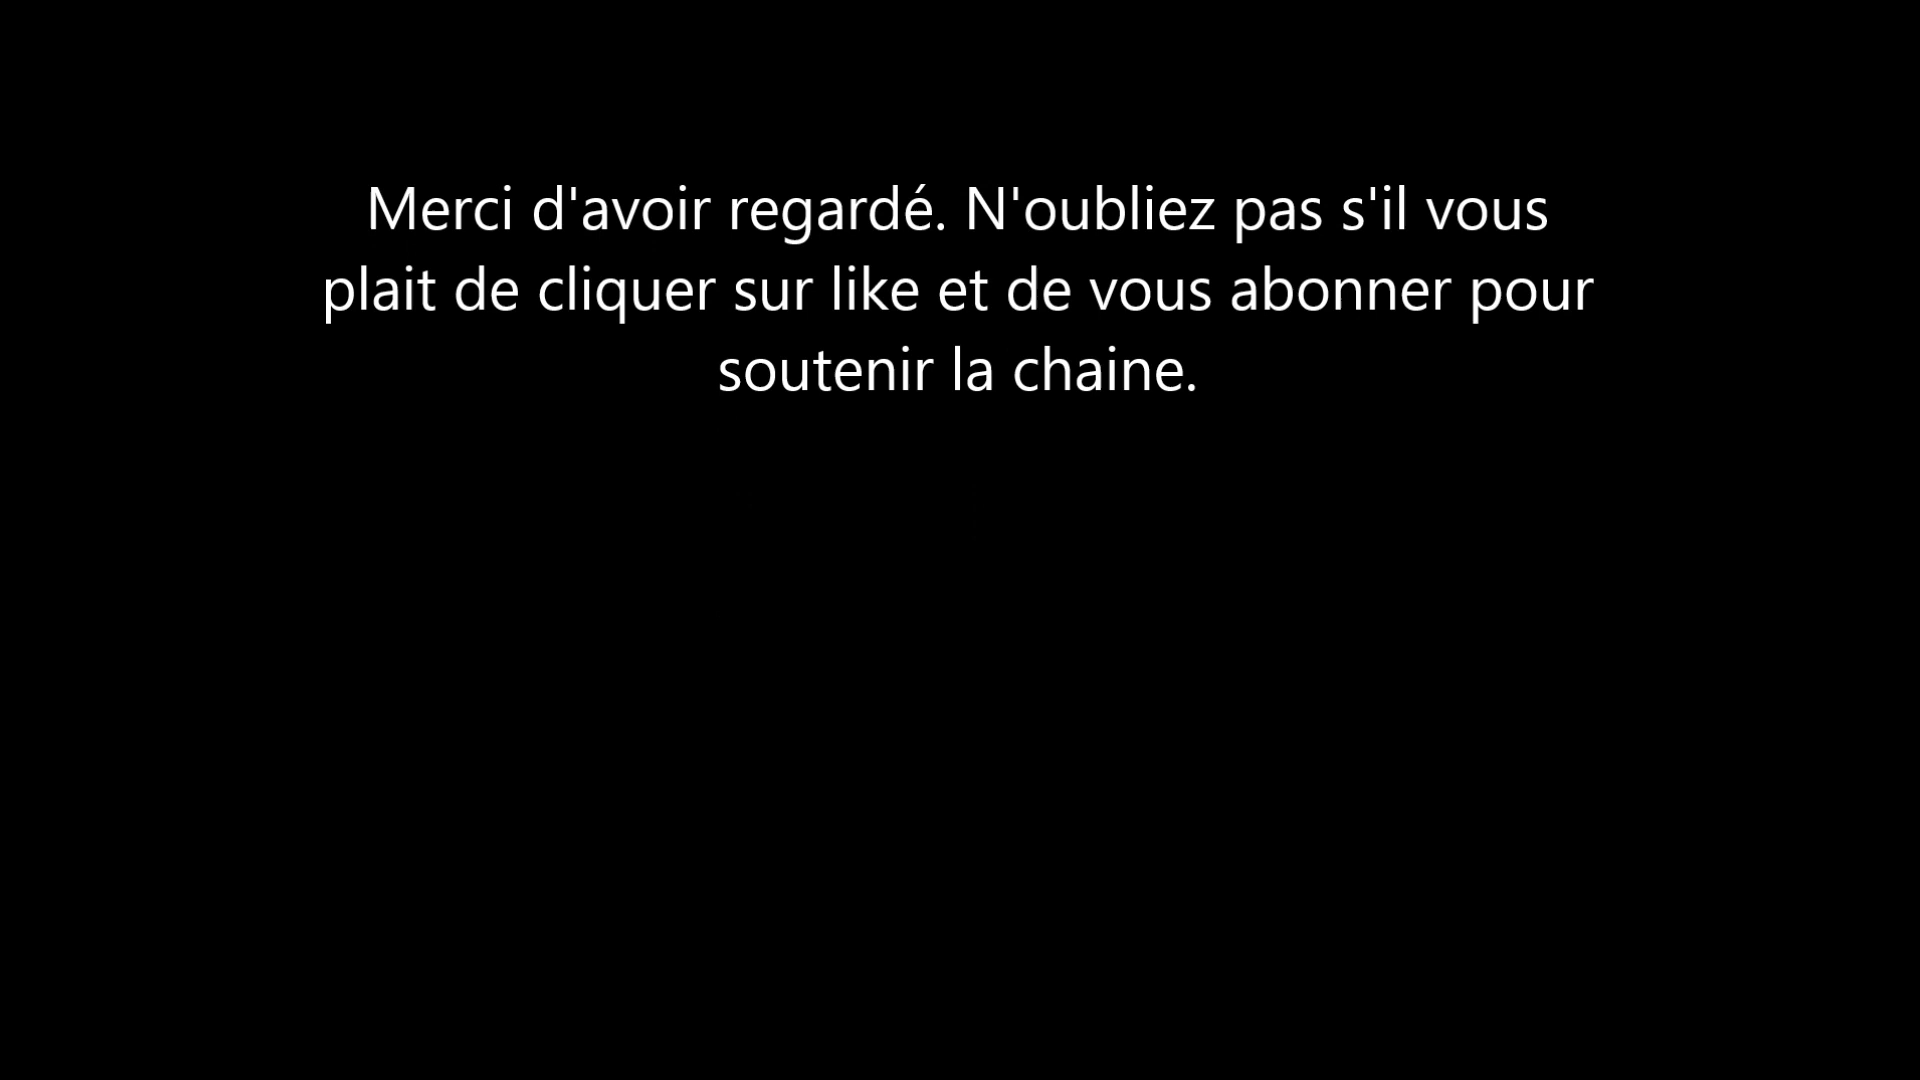 Merci d'avoir regardé. N'oubliez pas s'il vous
plait de cliquer sur like et de vous abonner pour
soutenir la chaine.